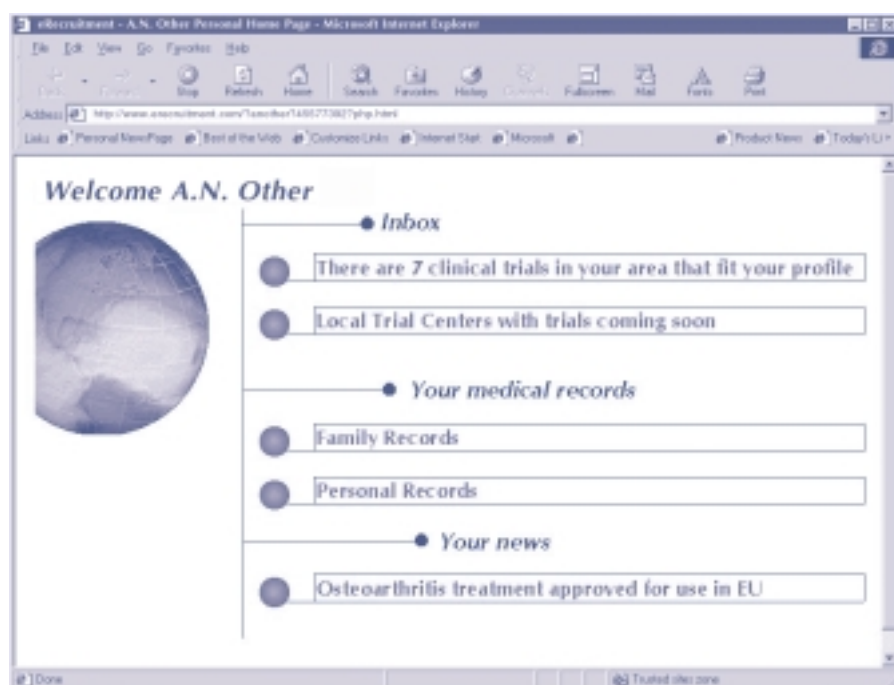 eRecruitment - A.N. Other Personal Home Page - Microsoft Internet Explorer
File Edit View Go Favorites Help
Stop Refresh Home Search Favorites History Fullscreen Mail Fonts Print
Address
Links Personal NewsPage Best of the Web Customize Links Internet Start Microsoft Product News Today's Li
Welcome A.N. Other
Inbox
There are 7 clinical trials in your area that fit your profile
Local Trial Centers with trials coming soon
Your medical records
Family Records
Personal Records
Your news
Osteoarthritis treatment approved for use in EU
Done Trusted sites zone